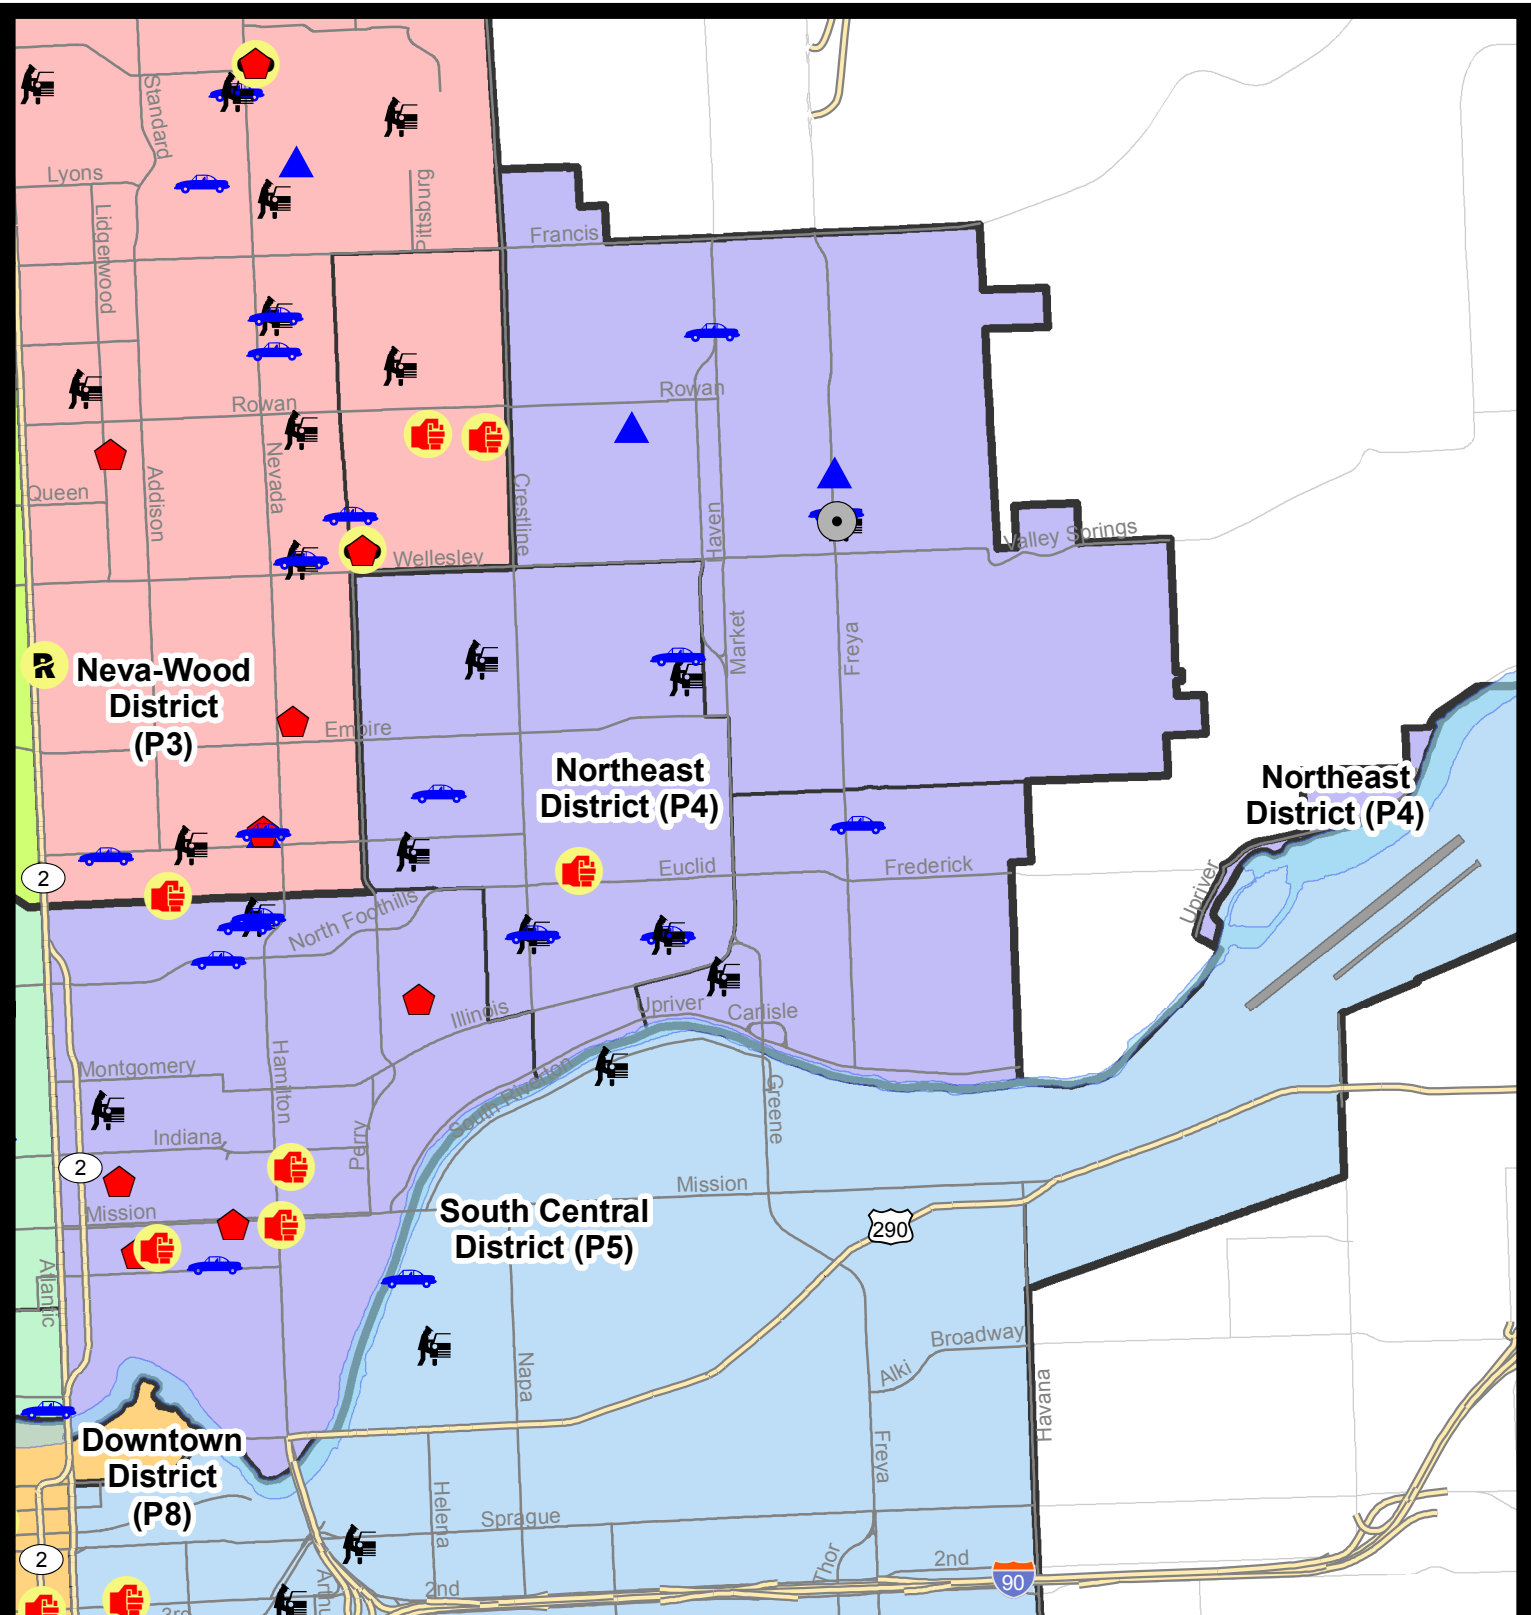 Standard
Lyons
Lidgerwood
Pittsburg
Francis
Rowan
Rowan
Nevada
Addison
Queen
Crestline
Haven
Wellesley
Valley Springs
Market
Freya
R
Neva-Wood
District
(P3)
Empire
Northeast
District (P4)
Northeast
District (P4)
Euclid
Frederick
Upriver
2
North Foothills
Illinois
Upriver
Carlisle
Montgomery
Hamilton
South Riverton
Greene
Indiana
Perry
2
Mission
Mission
South Central
District (P5)
290
Atlantic
Broadway
Alki
Napa
Havana
Downtown
District
(P8)
Freya
Helena
Sprague
Thor
2nd
2
90
2nd
3rd